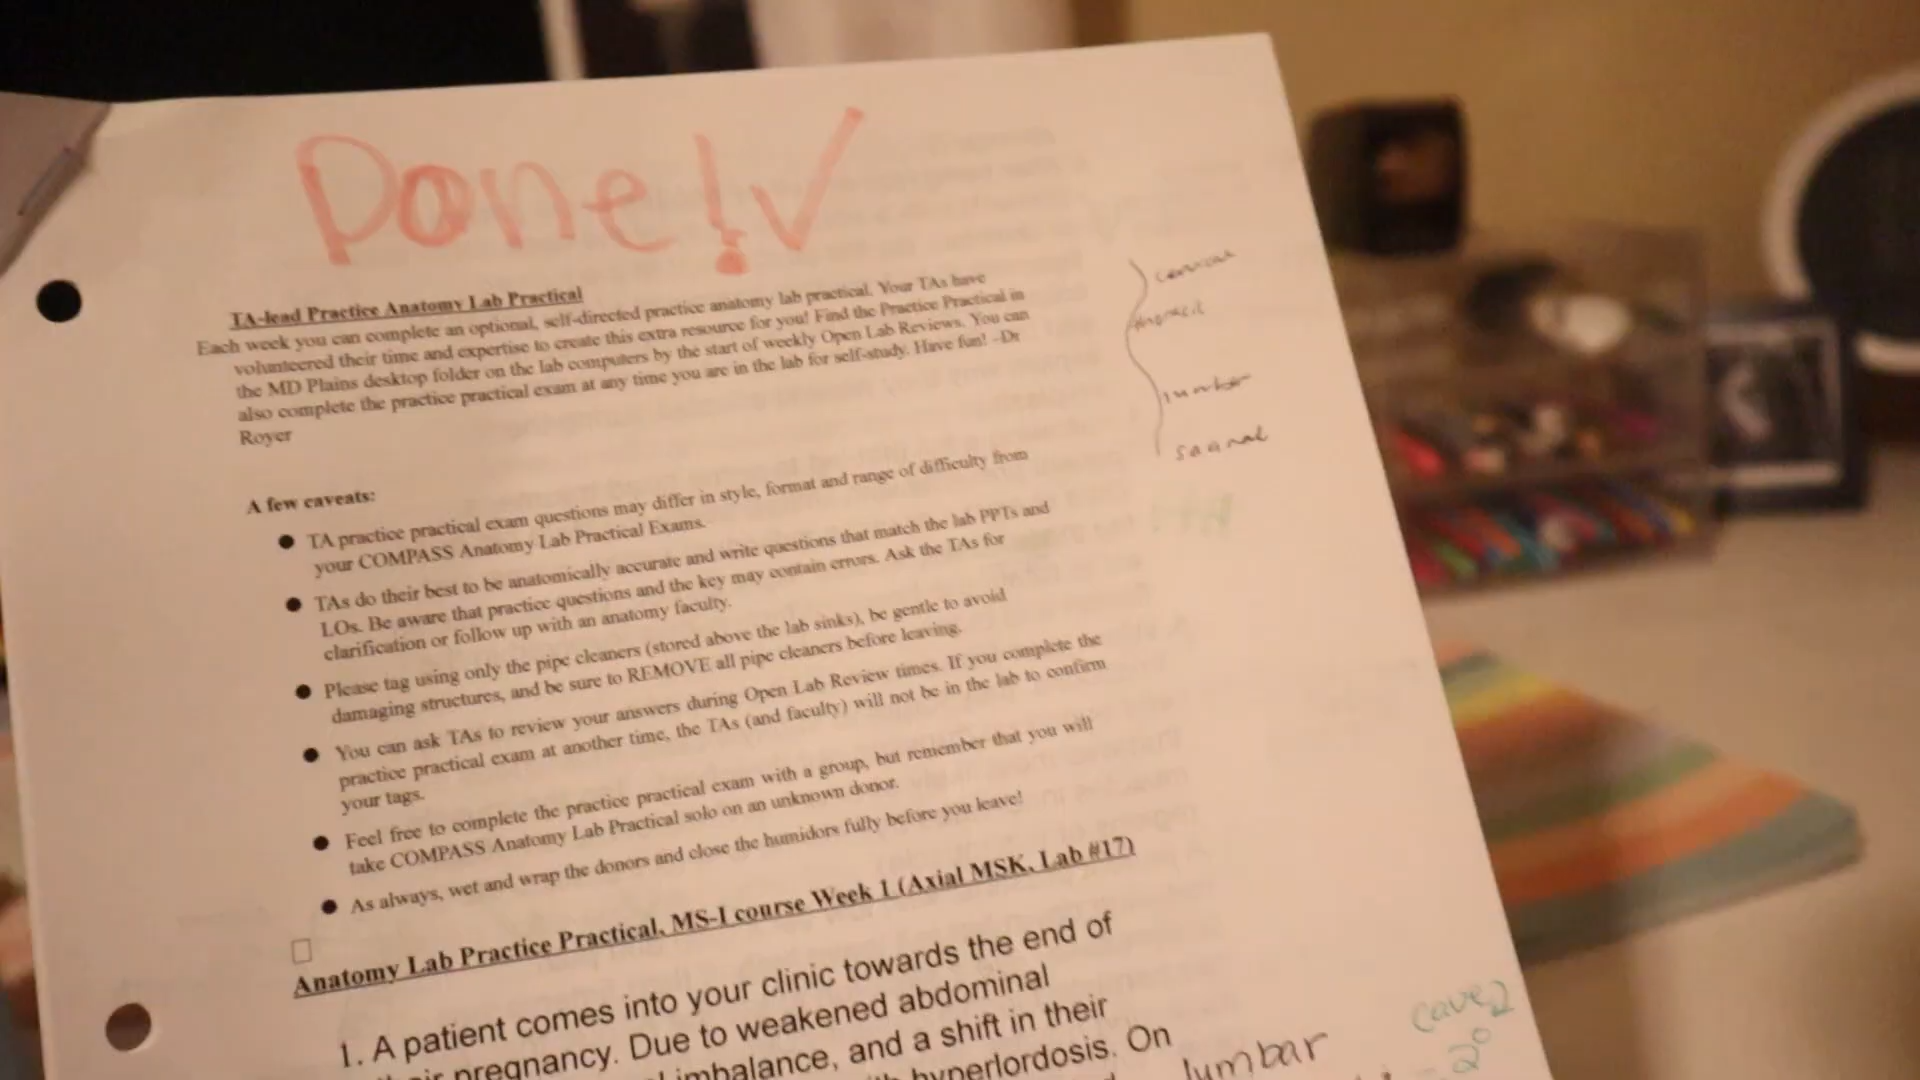 Done!✓
TA-lead Practice Anatomy Lab Practical
Each week you can complete an optional, self-directed practice anatomy lab practical. Your TAs have
volunteered their time and expertise to create this extra resource for you! Find the Practice Practical in
the MD Plains desktop folder on the lab computers by the start of weekly Open Lab Reviews. You can
also complete the practice practical exam at any time you are in the lab for self-study. Have fun! -Dr
Royer
cervical
thoracic
lumbar
sacral
A few caveats:
● TA practice practical exam questions may differ in style, format and range of difficulty from
your COMPASS Anatomy Lab Practical Exams.
● TAs do their best to be anatomically accurate and write questions that match the lab PPTs and
LOs. Be aware that practice questions and the key may contain errors. Ask the TAs for
clarification or follow up with an anatomy faculty.
● Please tag using only the pipe cleaners (stored above the lab sinks), be gentle to avoid
damaging structures, and be sure to REMOVE all pipe cleaners before leaving.
● You can ask TAs to review your answers during Open Lab Review times. If you complete the
practice practical exam at another time, the TAs (and faculty) will not be in the lab to confirm
your tags.
● Feel free to complete the practice practical exam with a group, but remember that you will
take COMPASS Anatomy Lab Practical solo on an unknown donor.
● As always, wet and wrap the donors and close the humidors fully before you leave!
Anatomy Lab Practice Practical, MS-I course Week 1 (Axial MSK, Lab #17)
1. A patient comes into your clinic towards the end of
pregnancy. Due to weakened abdominal
imbalance, and a shift in their
hyperlordosis. On
lumbar
2°